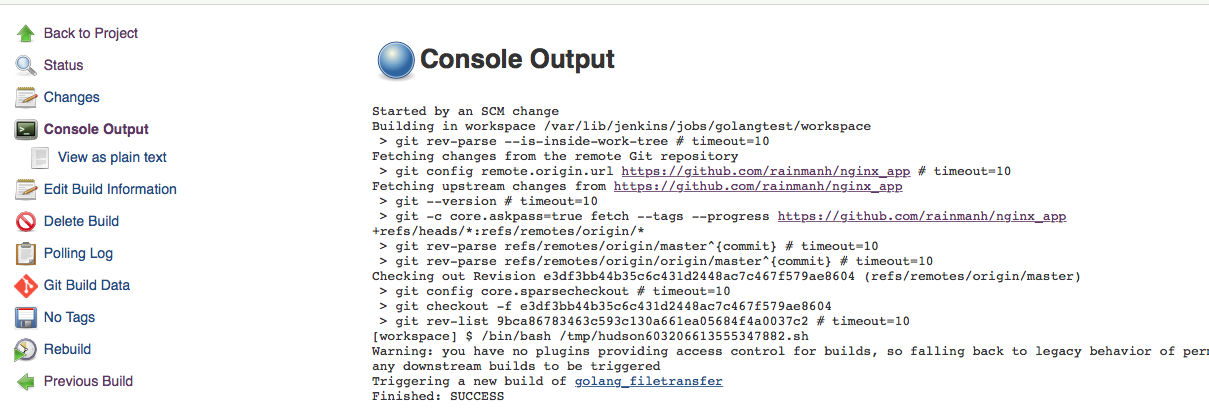 Back to Project
Status
Changes
Console Output
View as plain text
Edit Build Information
Delete Build
Polling Log
Git Build Data
No Tags
Rebuild
Previous Build
Console Output
Started by an SCM change
Building in workspace /var/lib/jenkins/jobs/golangtest/workspace
> git rev-parse --is-inside-work-tree # timeout=10
Fetching changes from the remote Git repository
> git config remote.origin.url https://github.com/rainmanh/nginx_app # timeout=10
Fetching upstream changes from https://github.com/rainmanh/nginx_app
> git --version # timeout=10
> git -c core.askpass=true fetch --tags --progress https://github.com/rainmanh/nginx_app
+refs/heads/*:refs/remotes/origin/*
> git rev-parse refs/remotes/origin/master^{commit} # timeout=10
> git rev-parse refs/remotes/origin/origin/master^{commit} # timeout=10
Checking out Revision e3df3bb44b35c6c431d2448ac7c467f579ae8604 (refs/remotes/origin/master)
> git config core.sparsecheckout # timeout=10
> git checkout -f e3df3bb44b35c6c431d2448ac7c467f579ae8604
> git rev-list 9bca86783463c593c130a661ea05684f4a0037c2 # timeout=10
[workspace] $ /bin/bash /tmp/hudson603206613555347882.sh
Warning: you have no plugins providing access control for builds, so falling back to legacy behavior of per
any downstream builds to be triggered
Triggering a new build of golang_filetransfer
Finished: SUCCESS